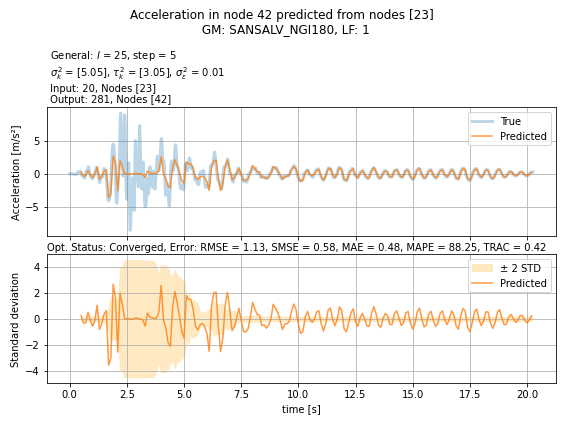 Acceleration in node 42 predicted from nodes [23]
GM: SANSALV_NGI180, LF: 1
General: l = 25, step = 5
σ²ₖ = [5.05], τ²ₖ = [3.05], σ²ε = 0.01
Input: 20, Nodes [23]
Output: 281, Nodes [42]
Acceleration [m/s²]
5
0
−5
True
Predicted
Opt. Status: Converged, Error: RMSE = 1.13, SMSE = 0.58, MAE = 0.48, MAPE = 88.25, TRAC = 0.42
Standard deviation
4
2
0
−2
−4
± 2 STD
Predicted
0.0 2.5 5.0 7.5 10.0 12.5 15.0 17.5 20.0
time [s]